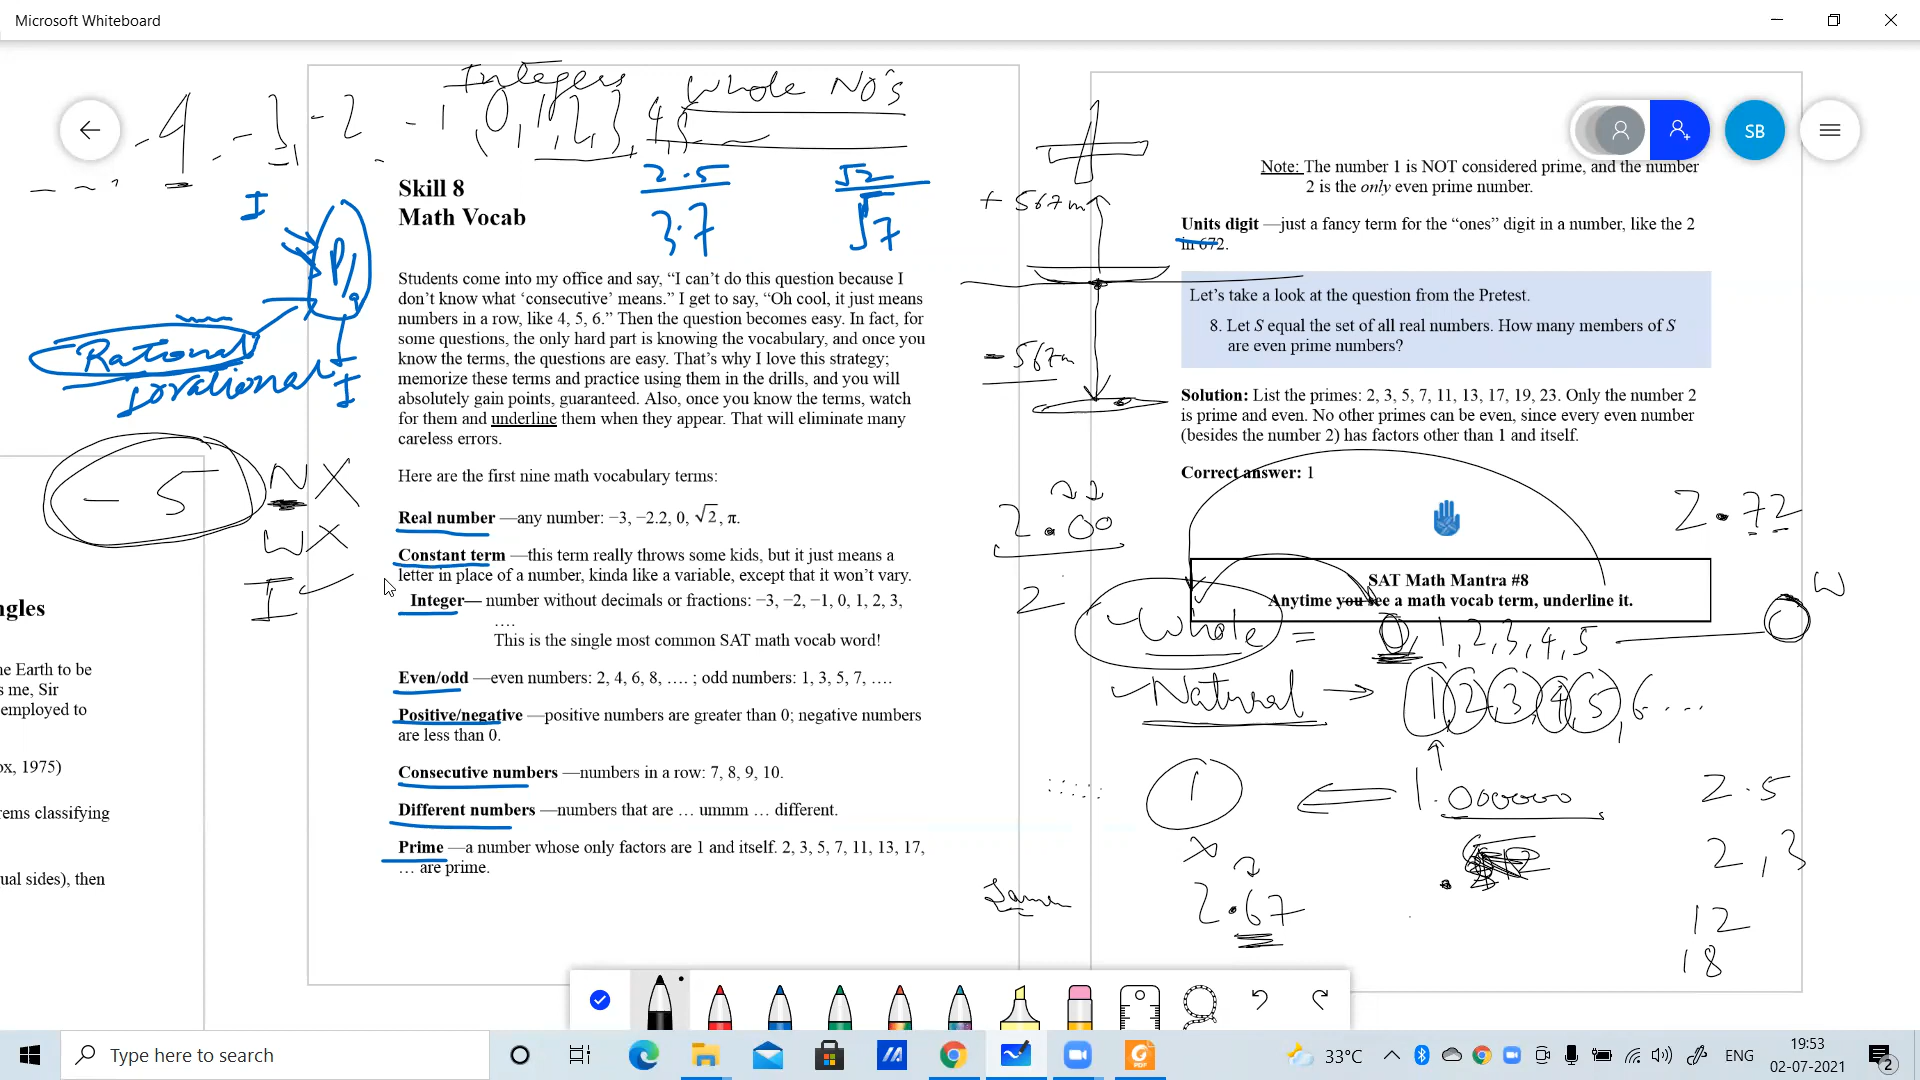 Microsoft Whiteboard
Integers
Whole NO's
-4, -3, -2, -1, 0, 1, 2, 3, 4, 5
2.5
√2
3.7
√7
I
P/q
I
Rational
Irrational
I
Skill 8
Math Vocab
Students come into my office and say, “I can’t do this question because I
don’t know what ‘consecutive’ means.” I get to say, “Oh cool, it just means
numbers in a row, like 4, 5, 6.” Then the question becomes easy. In fact, for
some questions, the only hard part is knowing the vocabulary, and once you
know the terms, the questions are easy. That’s why I love this strategy;
memorize these terms and practice using them in the drills, and you will
absolutely gain points, guaranteed. Also, once you know the terms, watch
for them and underline them when they appear. That will eliminate many
careless errors.
Here are the first nine math vocabulary terms:
Real number —any number: −3, −2.2, 0, √2, π.
Constant term —this term really throws some kids, but it just means a
letter in place of a number, kinda like a variable, except that it won’t vary.
Integer— number without decimals or fractions: −3, −2, −1, 0, 1, 2, 3,
….
This is the single most common SAT math vocab word!
Even/odd —even numbers: 2, 4, 6, 8, …. ; odd numbers: 1, 3, 5, 7, ….
Positive/negative —positive numbers are greater than 0; negative numbers
are less than 0.
Consecutive numbers —numbers in a row: 7, 8, 9, 10.
Different numbers —numbers that are … ummm … different.
Prime —a number whose only factors are 1 and itself. 2, 3, 5, 7, 11, 13, 17,
… are prime.
-5
N X
W X
I
ngles
he Earth to be
s me, Sir
employed to
ox, 1975)
rems classifying
ual sides), then
+567m
-567m
2.00
2
SB
Note: The number 1 is NOT considered prime, and the number
2 is the only even prime number.
Units digit —just a fancy term for the “ones” digit in a number, like the 2
in 672.
Let’s take a look at the question from the Pretest.
8. Let S equal the set of all real numbers. How many members of S
are even prime numbers?
Solution: List the primes: 2, 3, 5, 7, 11, 13, 17, 19, 23. Only the number 2
is prime and even. No other primes can be even, since every even number
(besides the number 2) has factors other than 1 and itself.
Correct answer: 1
2.72
SAT Math Mantra #8
Anytime you see a math vocab term, underline it.
W
Whole = 0, 1, 2, 3, 4, 5
Natural → 1, 2, 3, 4, 5, 6 ...
1
1.000000
2.5
2,3
2.67
12
18
Type here to search
33°C
ENG
19:53
02-07-2021
2